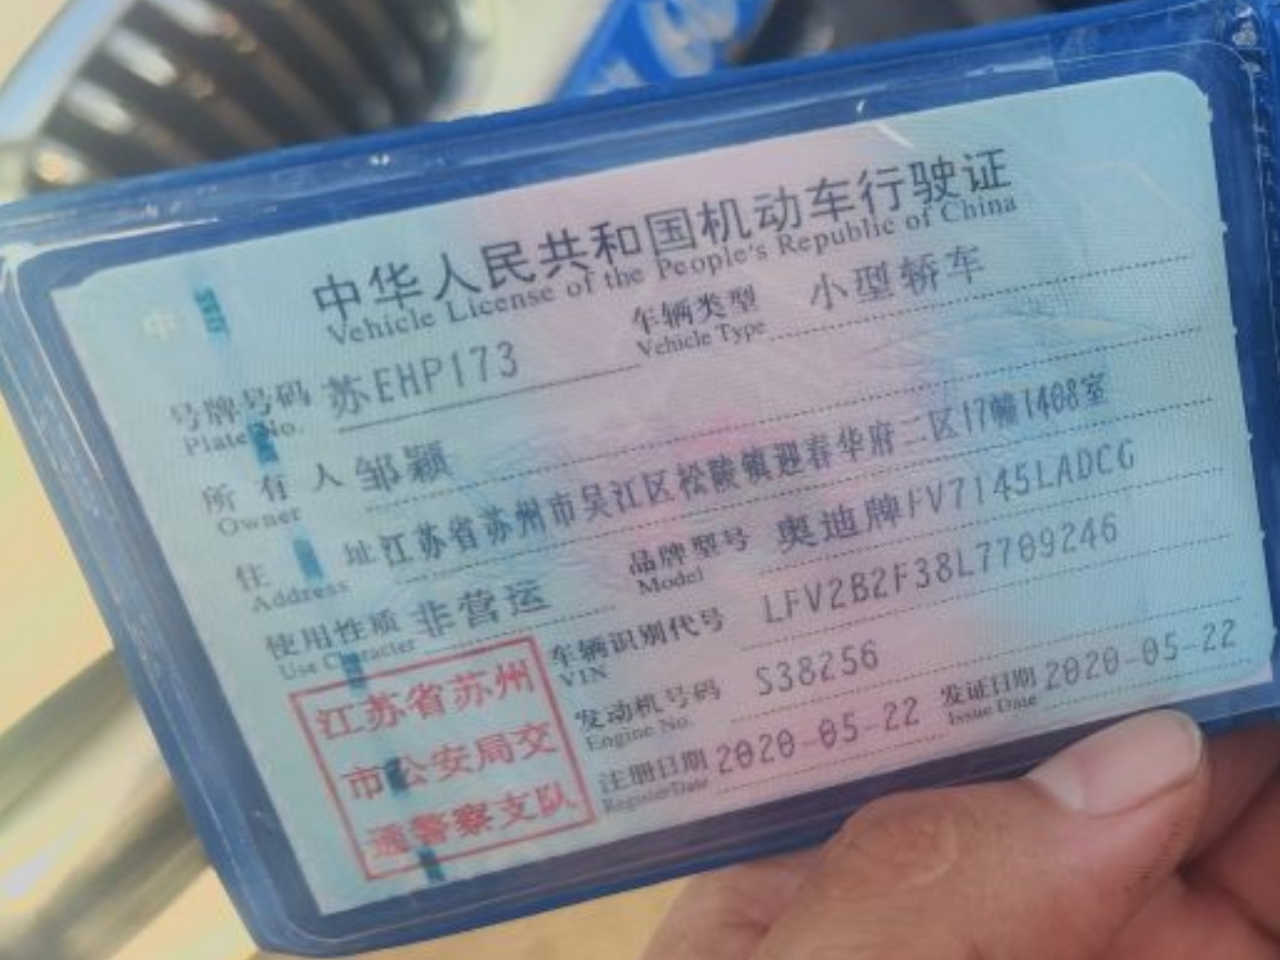 中华人民共和国机动车行驶证
Vehicle License of the People's Republic of China
号牌号码 苏EHP173 车辆类型 小型轿车
Plate No. Vehicle Type
所有人 邹颖
Owner
住址 江苏省苏州市吴江区松陵镇迎春华府二区17幢1408室
Address
使用性质 非营运 品牌型号 奥迪牌FV7145LADCG
Use Character Model
车辆识别代号 LFV2B2F38L7709246
VIN
发动机号码 S38256
Engine No.
注册日期 2020-05-22 发证日期 2020-05-22
Register Date Issue Date
江苏省苏州
市公安局交
通警察支队